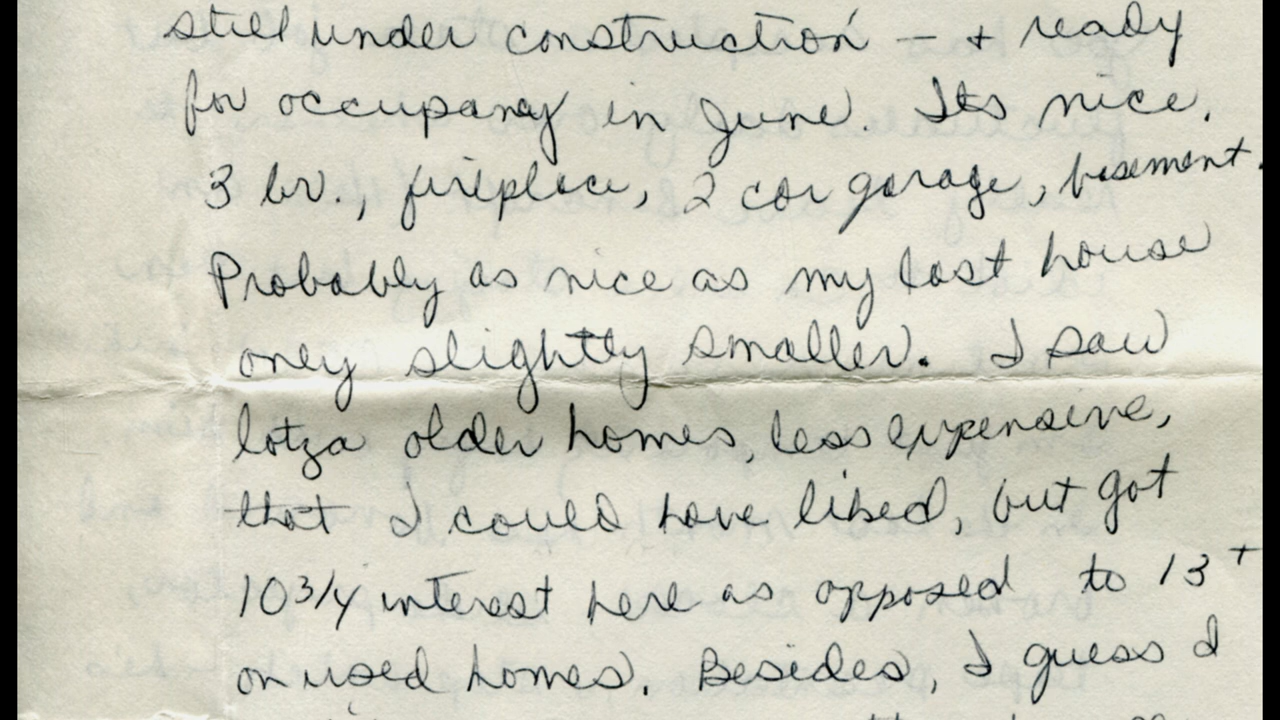 still under construction – + ready
for occupany in June. Its nice.
3 br., fireplace, 2 car garage, basement.
Probably as nice as my last house
only slightly smaller. I saw
lotza older homes, less expensive,
that I could have liked, but got
10 3/4 interest here as opposed to 13+
on used homes. Besides, I guess I